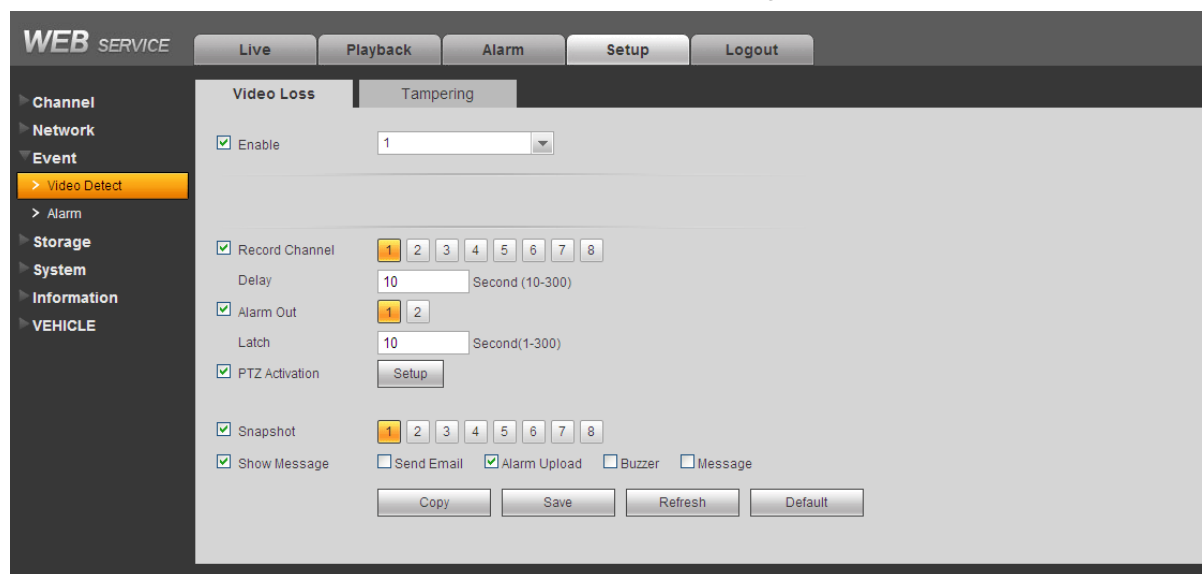 WEB SERVICE
Live Playback Alarm Setup Logout
Channel
Network
Event
> Video Detect
> Alarm
Storage
System
Information
VEHICLE
Video Loss Tampering
Enable 1
Record Channel 1 2 3 4 5 6 7 8
Delay 10 Second (10-300)
Alarm Out 1 2
Latch 10 Second(1-300)
PTZ Activation Setup
Snapshot 1 2 3 4 5 6 7 8
Show Message Send Email Alarm Upload Buzzer Message
Copy Save Refresh Default